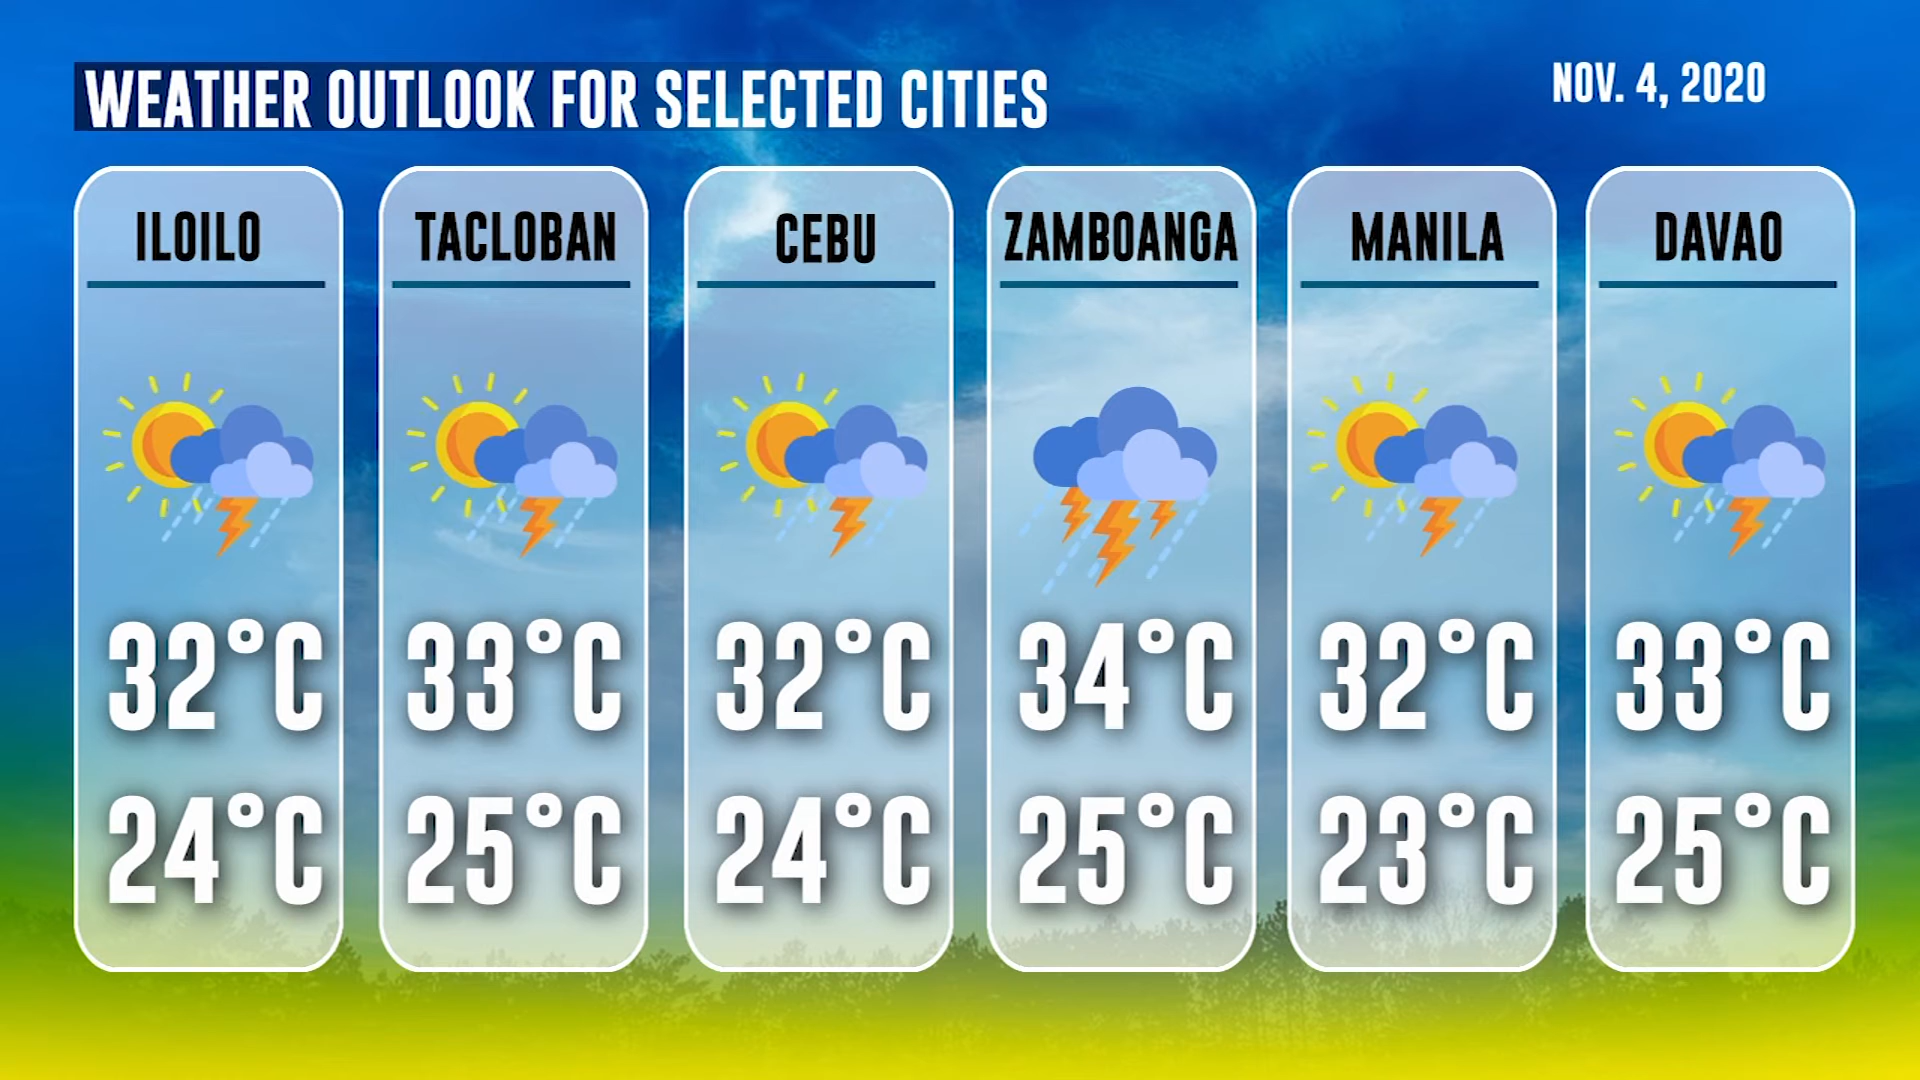 WEATHER OUTLOOK FOR SELECTED CITIES
NOV. 4, 2020
ILOILO
32°C
24°C
TACLOBAN
33°C
25°C
CEBU
32°C
24°C
ZAMBOANGA
34°C
25°C
MANILA
32°C
23°C
DAVAO
33°C
25°C